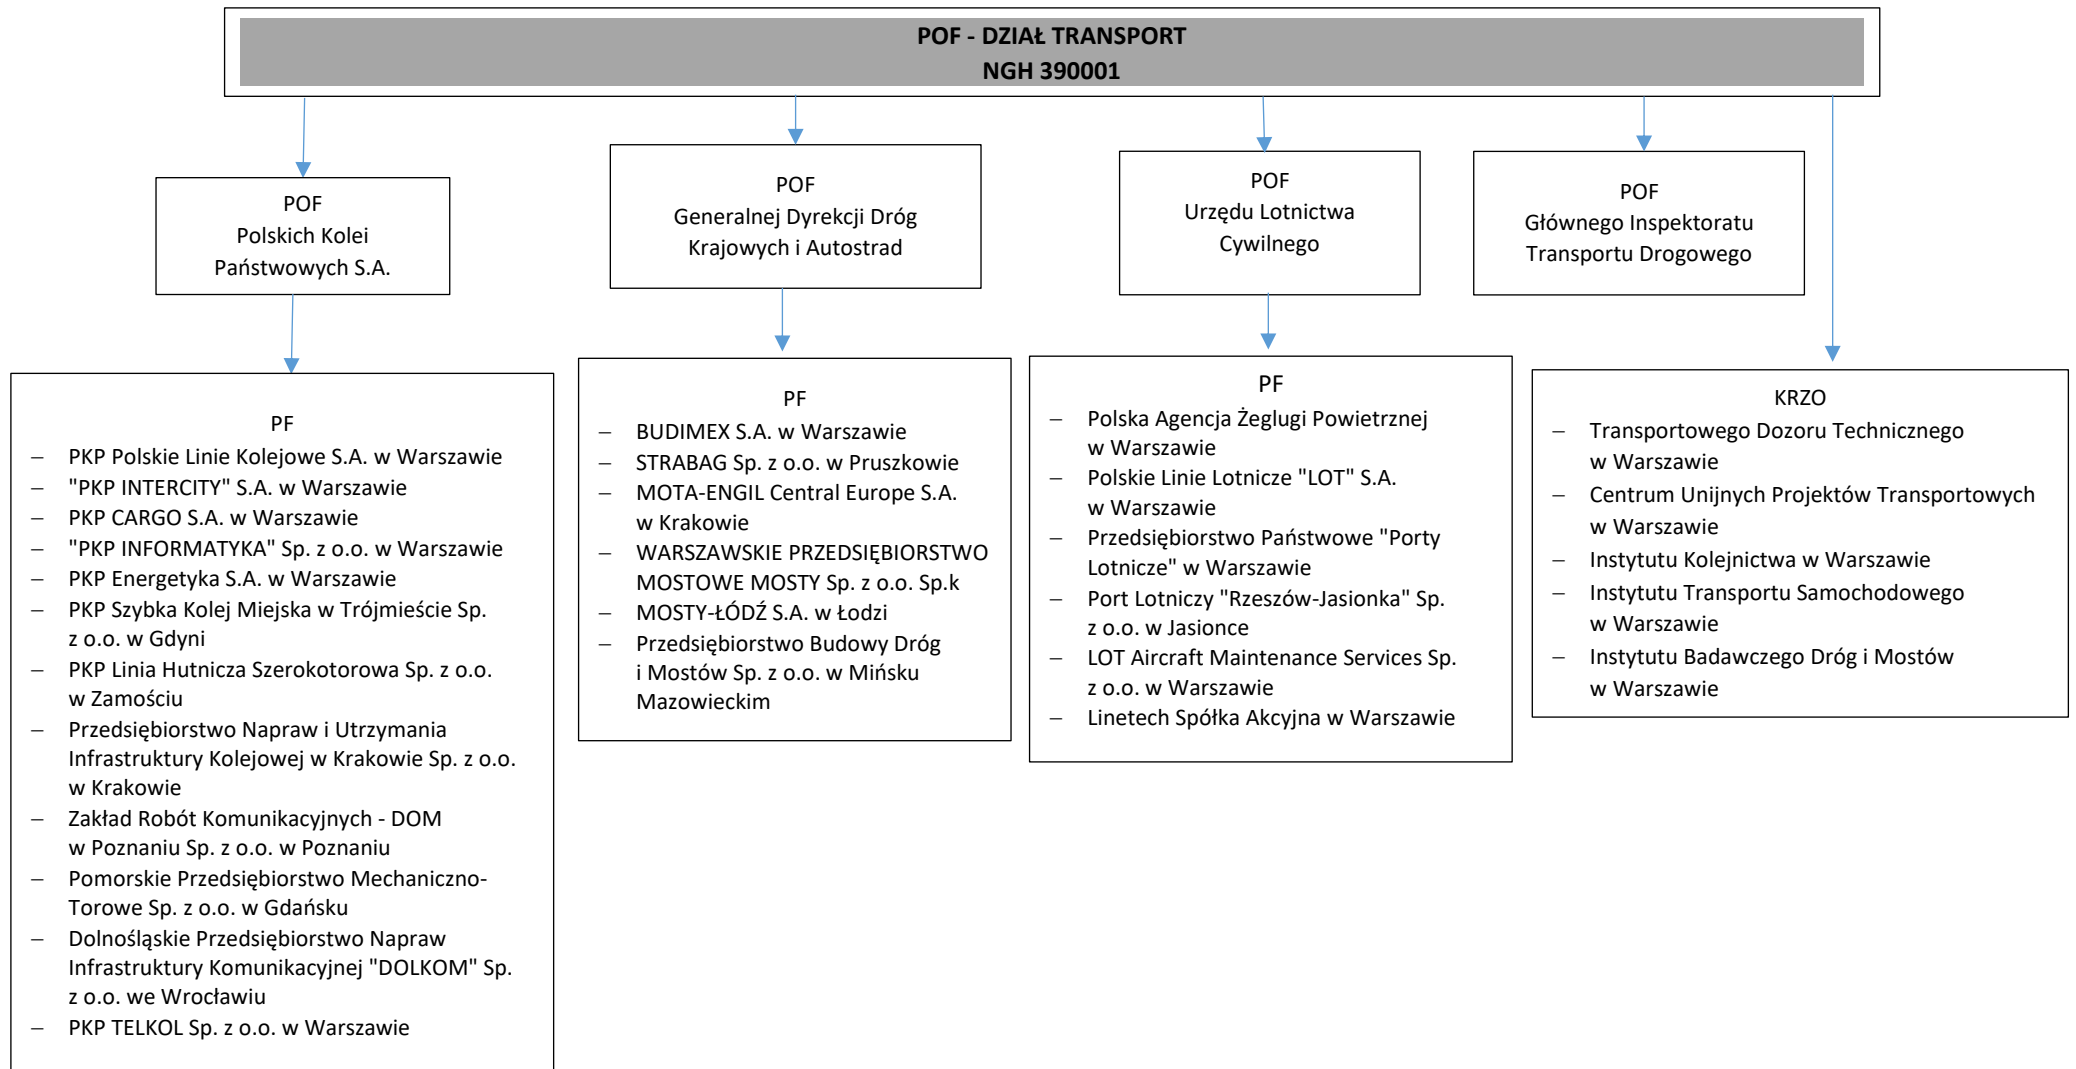 POF - DZIAŁ TRANSPORT
NGH 390001
POF
Polskich Kolei
Państwowych S.A.
POF
Generalnej Dyrekcji Dróg
Krajowych i Autostrad
POF
Urzędu Lotnictwa
Cywilnego
POF
Głównego Inspektoratu
Transportu Drogowego
PF
– PKP Polskie Linie Kolejowe S.A. w Warszawie
– "PKP INTERCITY" S.A. w Warszawie
– PKP CARGO S.A. w Warszawie
– "PKP INFORMATYKA" Sp. z o.o. w Warszawie
– PKP Energetyka S.A. w Warszawie
– PKP Szybka Kolej Miejska w Trójmieście Sp.
z o.o. w Gdyni
– PKP Linia Hutnicza Szerokotorowa Sp. z o.o.
w Zamościu
– Przedsiębiorstwo Napraw i Utrzymania
Infrastruktury Kolejowej w Krakowie Sp. z o.o.
w Krakowie
– Zakład Robót Komunikacyjnych - DOM
w Poznaniu Sp. z o.o. w Poznaniu
– Pomorskie Przedsiębiorstwo Mechaniczno-
Torowe Sp. z o.o. w Gdańsku
– Dolnośląskie Przedsiębiorstwo Napraw
Infrastruktury Komunikacyjnej "DOLKOM" Sp.
z o.o. we Wrocławiu
– PKP TELKOL Sp. z o.o. w Warszawie
PF
– BUDIMEX S.A. w Warszawie
– STRABAG Sp. z o.o. w Pruszkowie
– MOTA-ENGIL Central Europe S.A.
w Krakowie
– WARSZAWSKIE PRZEDSIĘBIORSTWO
MOSTOWE MOSTY Sp. z o.o. Sp.k
– MOSTY-ŁÓDŹ S.A. w Łodzi
– Przedsiębiorstwo Budowy Dróg
i Mostów Sp. z o.o. w Mińsku
Mazowieckim
PF
– Polska Agencja Żeglugi Powietrznej
w Warszawie
– Polskie Linie Lotnicze "LOT" S.A.
w Warszawie
– Przedsiębiorstwo Państwowe "Porty
Lotnicze" w Warszawie
– Port Lotniczy "Rzeszów-Jasionka" Sp.
z o.o. w Jasionce
– LOT Aircraft Maintenance Services Sp.
z o.o. w Warszawie
– Linetech Spółka Akcyjna w Warszawie
KRZO
– Transportowego Dozoru Technicznego
w Warszawie
– Centrum Unijnych Projektów Transportowych
w Warszawie
– Instytutu Kolejnictwa w Warszawie
– Instytutu Transportu Samochodowego
w Warszawie
– Instytutu Badawczego Dróg i Mostów
w Warszawie